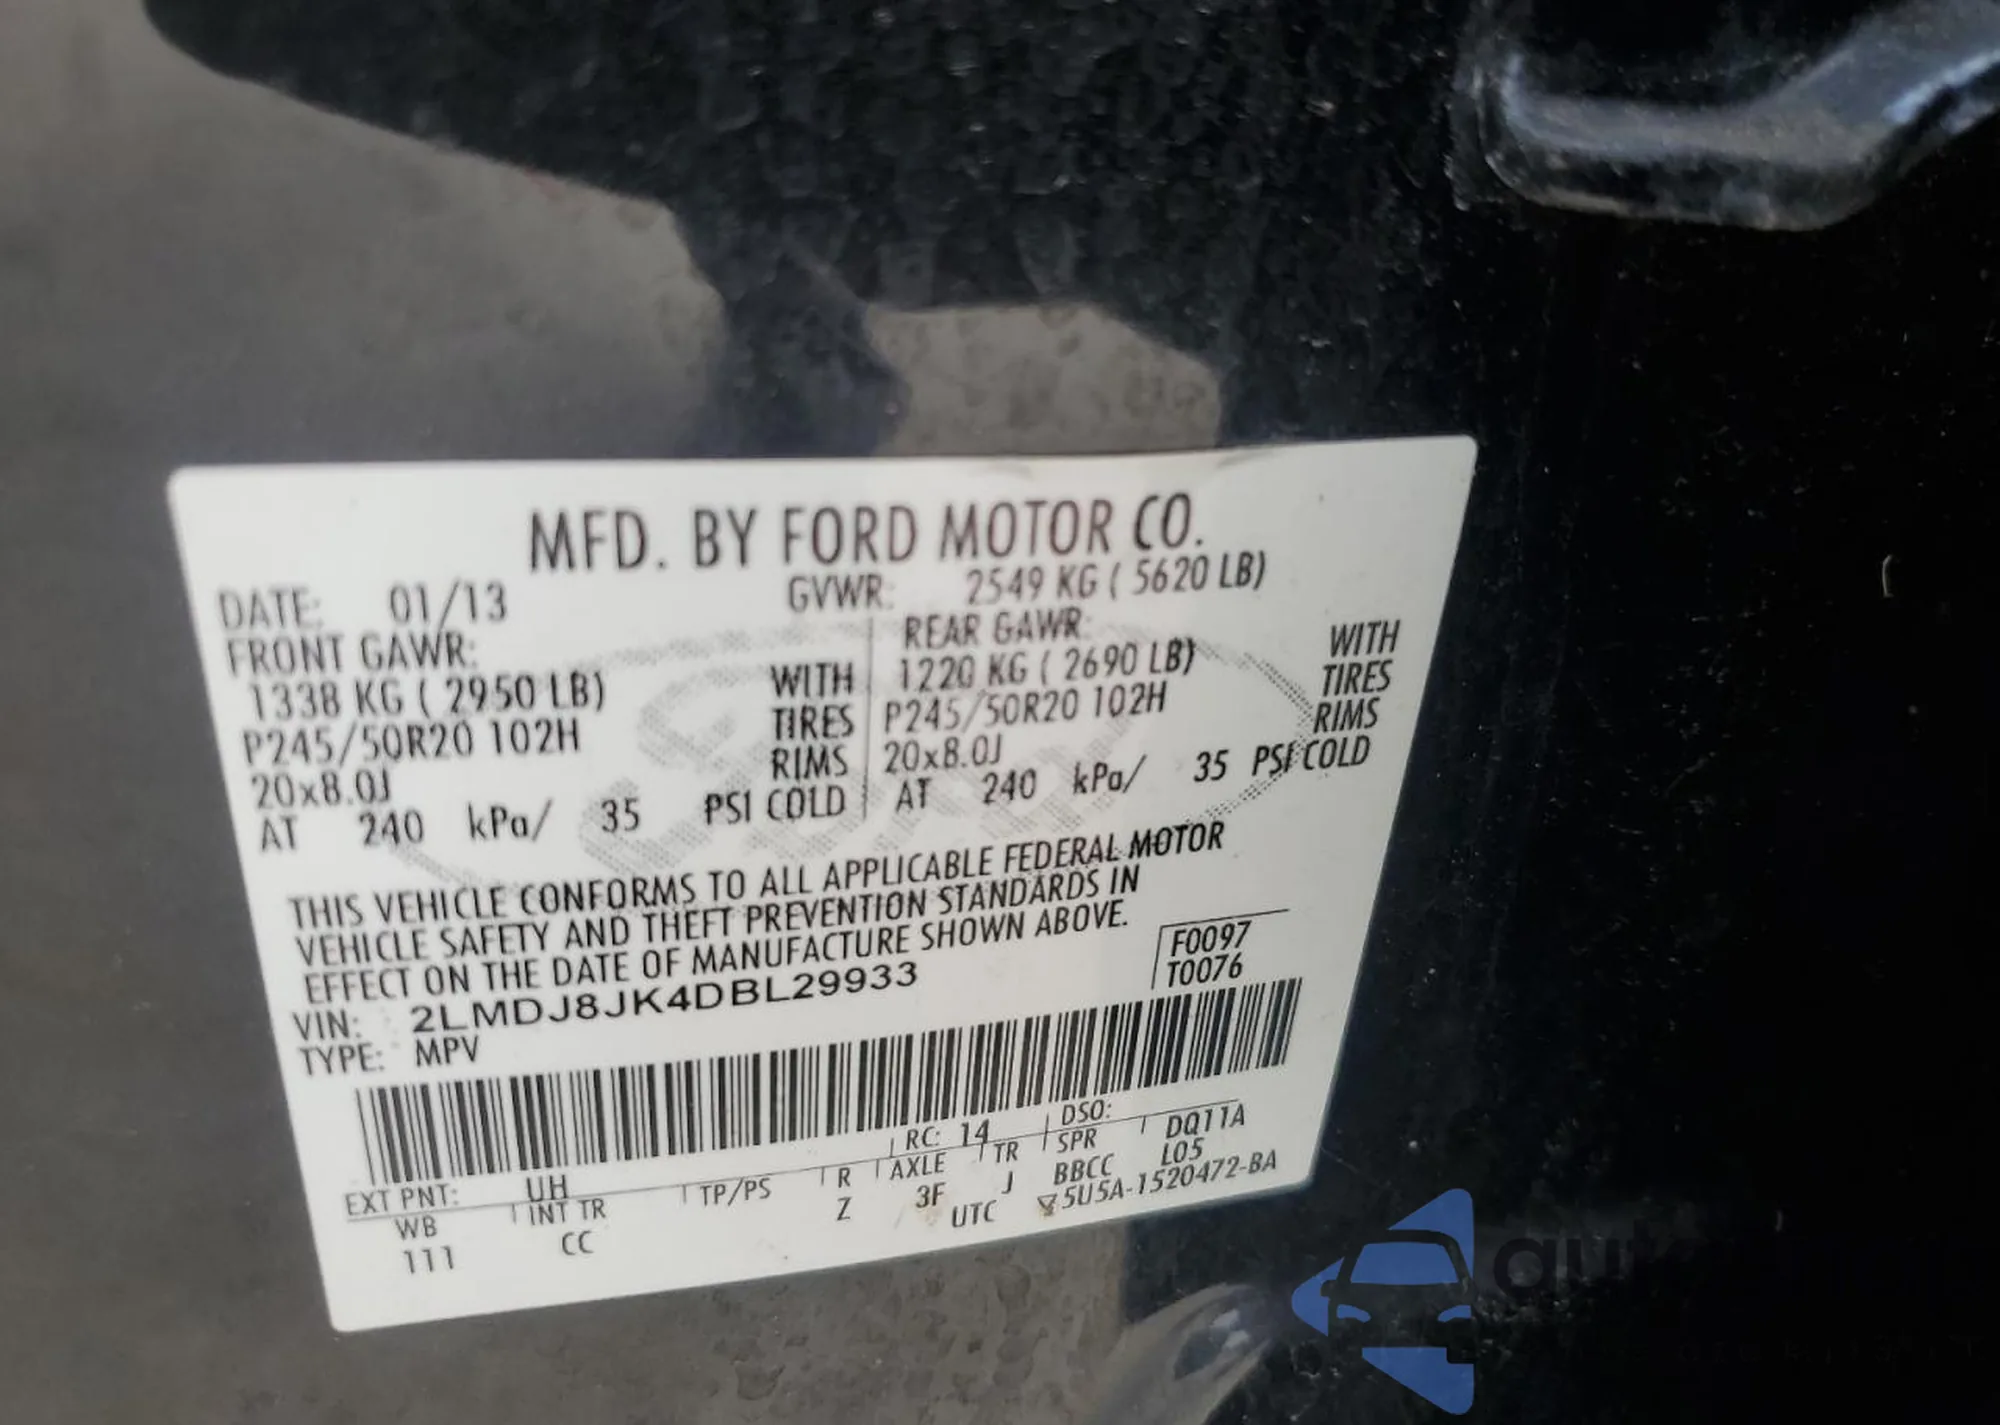 MFD. BY FORD MOTOR CO.
DATE: 01/13 GVWR: 2549 KG ( 5620 LB)
FRONT GAWR: REAR GAWR:
1338 KG ( 2950 LB) WITH 1220 KG ( 2690 LB) WITH
P245/50R20 102H TIRES P245/50R20 102H TIRES
20x8.0J RIMS 20x8.0J RIMS
AT 240 kPa/ 35 PSI COLD AT 240 kPa/ 35 PSI COLD
THIS VEHICLE CONFORMS TO ALL APPLICABLE FEDERAL MOTOR
VEHICLE SAFETY AND THEFT PREVENTION STANDARDS IN
EFFECT ON THE DATE OF MANUFACTURE SHOWN ABOVE.
F0097
T0076
VIN: 2LMDJ8JK4DBL29933
TYPE: MPV
EXT PNT: UH RC: 14 DSO:
WB INT TR TP/PS R AXLE TR SPR DQ11A
111 CC Z 3F J BBCC L05
UTC 5U5A-1520472-BA